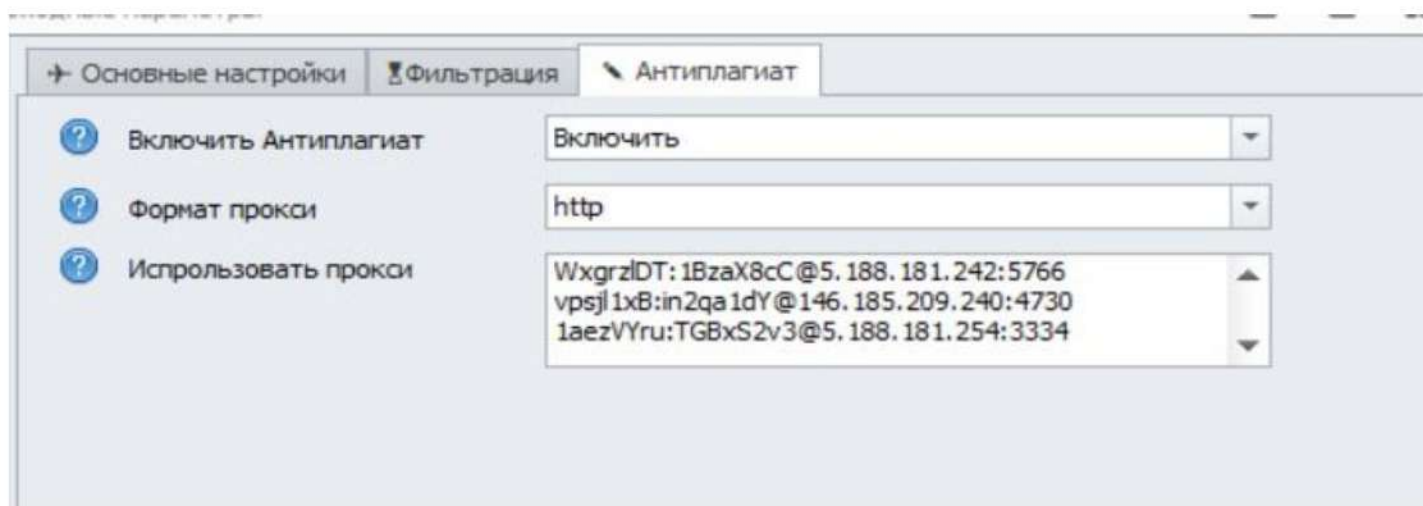 Основные настройки
Фильтрация
Антиплагиат
Включить Антиплагиат
Включить
Формат прокси
http
Испрользовать прокси
WxgrzlDT:1BzaX8cC@5.188.181.242:5766
vpsjl1xB:in2qa1dY@146.185.209.240:4730
1aezVYru:TGBxS2v3@5.188.181.254:3334